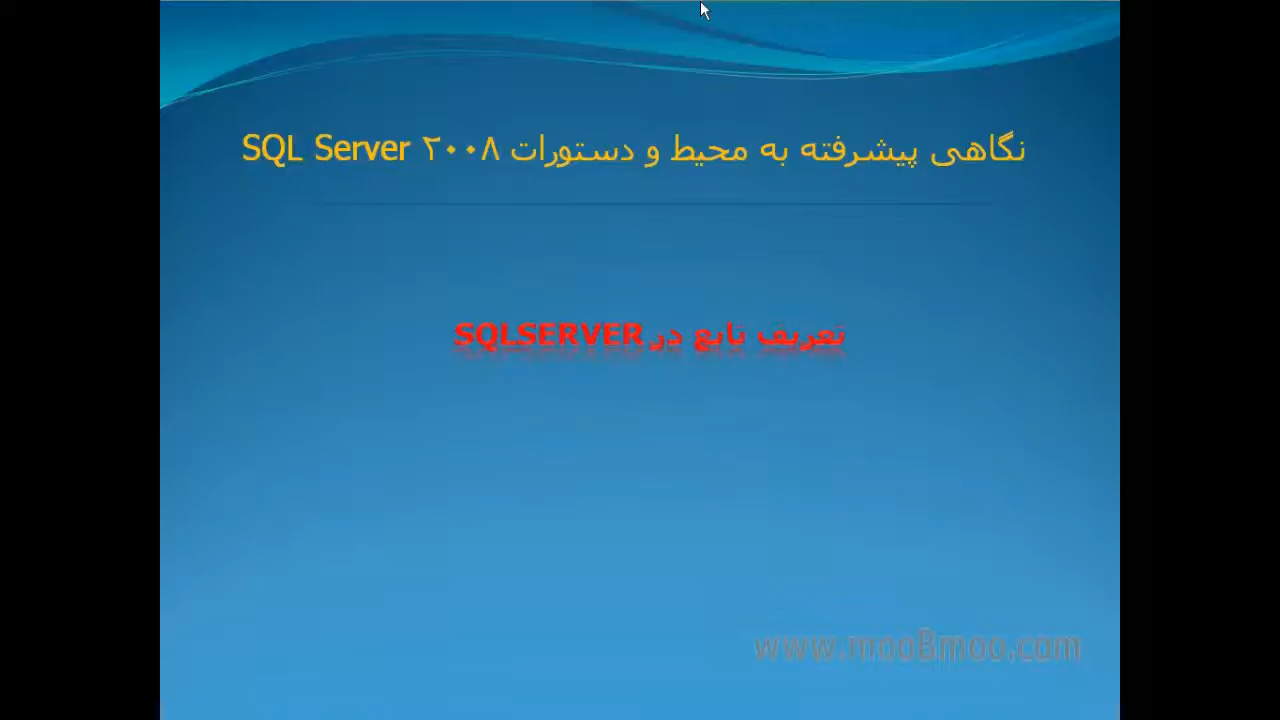 نگاهی پیشرفته به محیط و دستورات SQL Server ۲۰۰۸
تعریف تابع در SQLSERVER
www.mooBmoo.com